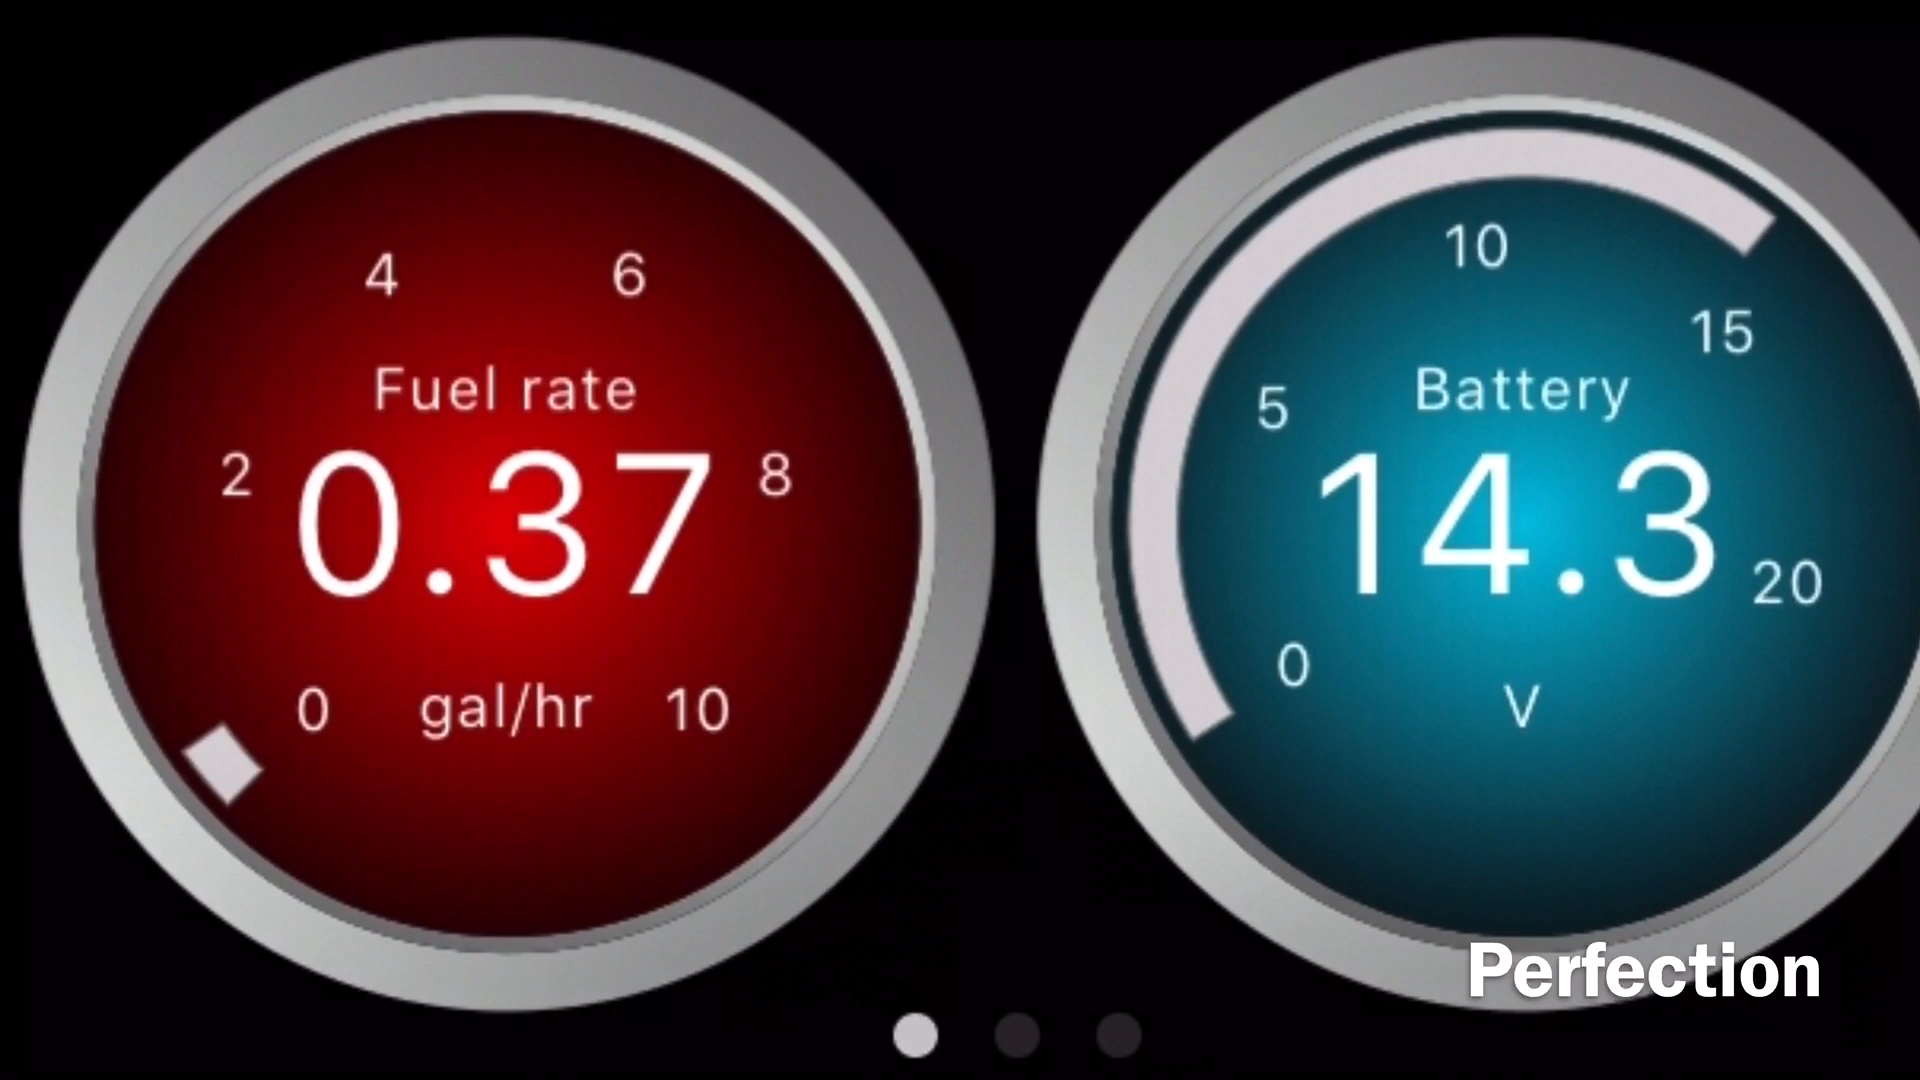 4 6
Fuel rate
2 0.37 8
0 gal/hr 10
10
15
5 Battery
14.3
20
0
V
Perfection